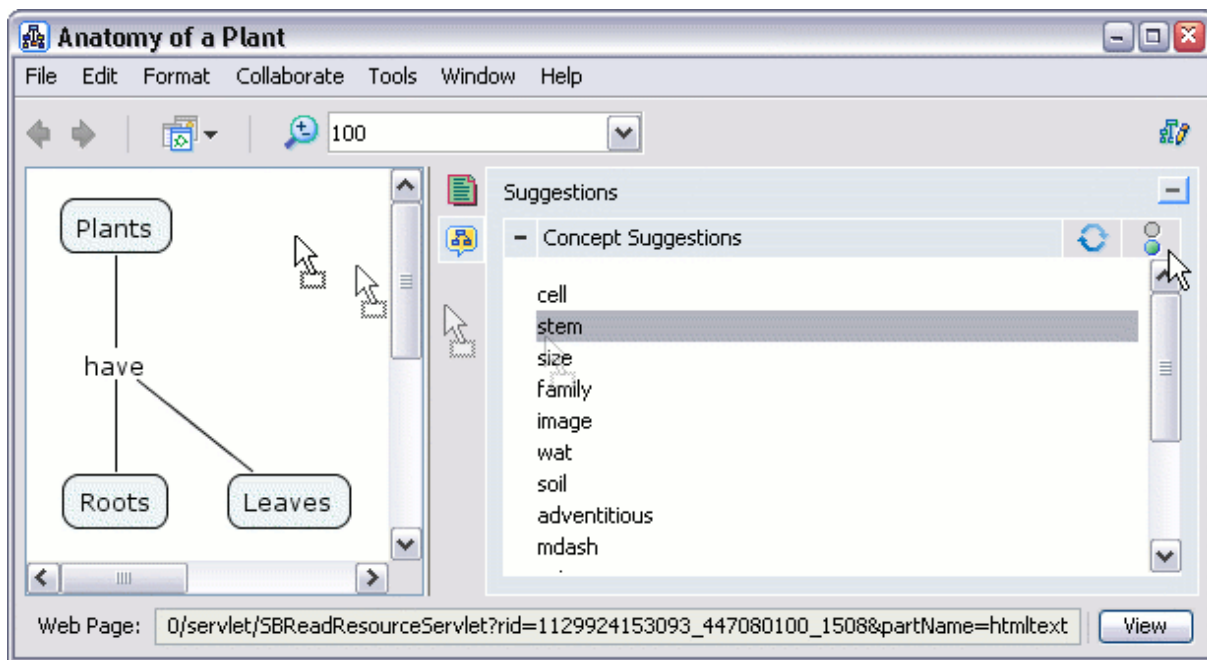 Anatomy of a Plant
File Edit Format Collaborate Tools Window Help
100
Plants
have
Roots Leaves
Suggestions
Concept Suggestions
cell
stem
size
family
image
wat
soil
adventitious
mdash
Web Page: 0/servlet/SBReadResourceServlet?rid=1129924153093_447080100_1508&partName=htmltext View